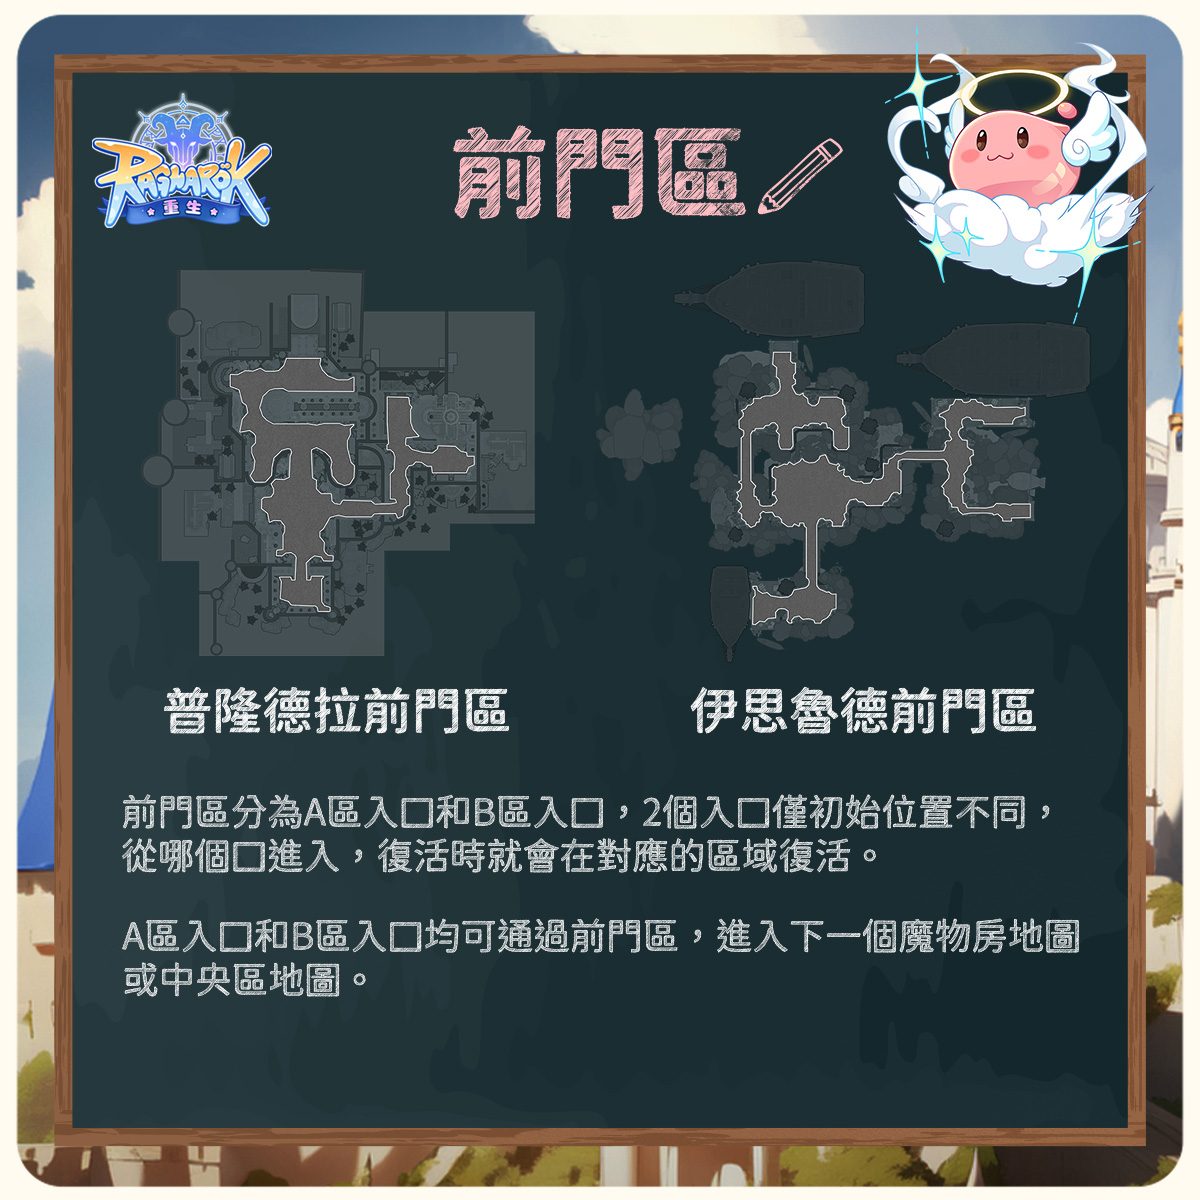 RAGNAROK
重生
前門區
普隆德拉前門區
伊思魯德前門區
前門區分為A區入口和B區入口，2個入口僅初始位置不同，
從哪個口進入，復活時就會在對應的區域復活。
A區入口和B區入口均可通過前門區，進入下一個魔物房地圖
或中央區地圖。